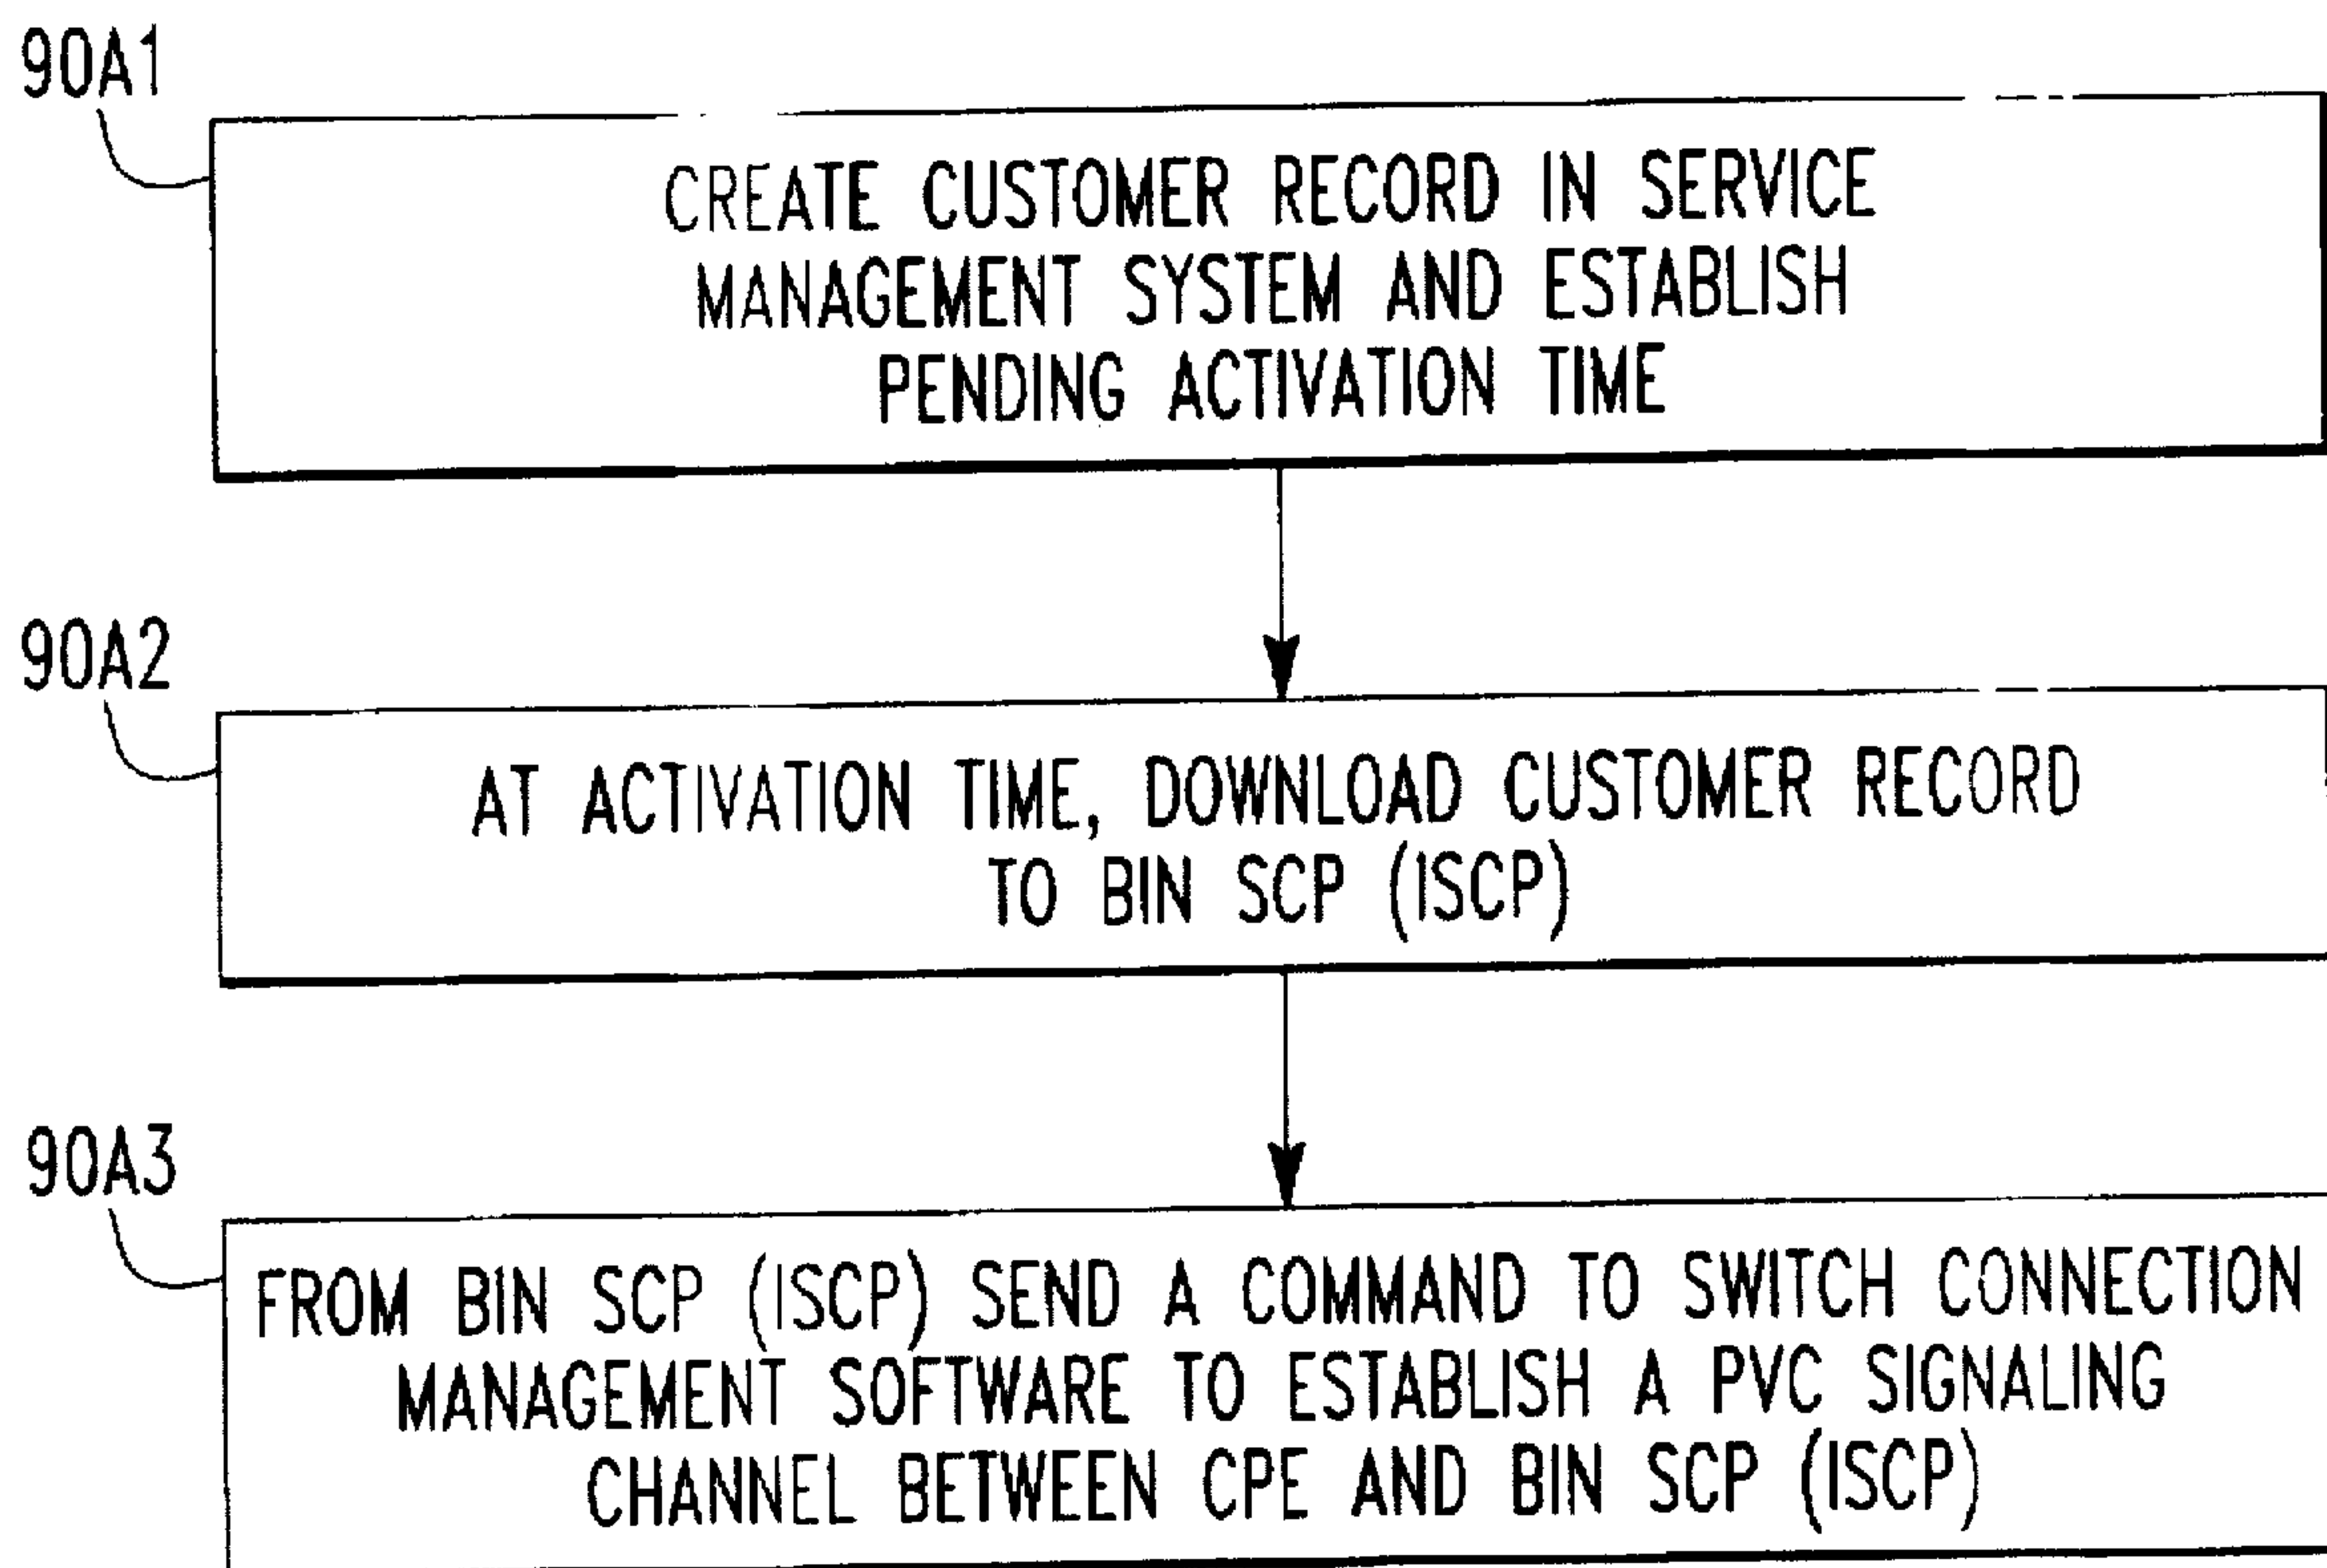 90A1
CREATE CUSTOMER RECORD IN SERVICE
MANAGEMENT SYSTEM AND ESTABLISH
PENDING ACTIVATION TIME
90A2
AT ACTIVATION TIME, DOWNLOAD CUSTOMER RECORD
TO BIN SCP (ISCP)
90A3
FROM BIN SCP (ISCP) SEND A COMMAND TO SWITCH CONNECTION
MANAGEMENT SOFTWARE TO ESTABLISH A PVC SIGNALING
CHANNEL BETWEEN CPE AND BIN SCP (ISCP)